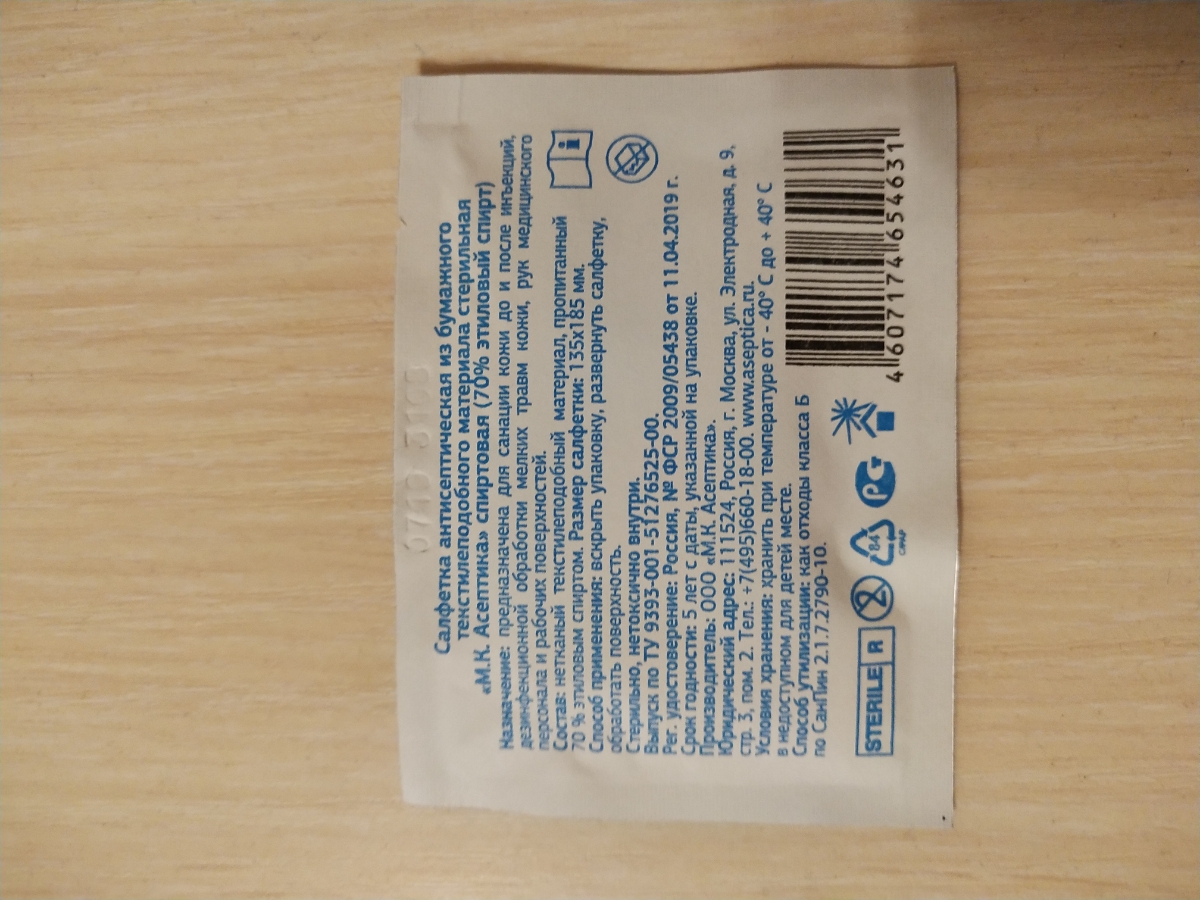 Салфетка антисептическая из бумажного
текстилеподобного материала стерильная
«М.К. Асептика» спиртовая (70% этиловый спирт)
Назначение: предназначена для санации кожи до и после инъекций,
дезинфекционной обработки мелких травм кожи, рук медицинского
персонала и рабочих поверхностей.
Состав: нетканый текстилеподобный материал, пропитанный
70 % этиловым спиртом. Размер салфетки: 135х185 мм.
Способ применения: вскрыть упаковку, развернуть салфетку,
обработать поверхность.
Стерильно, нетоксично внутри.
Выпуск по ТУ 9393-001-51276525-00.
Рег. удостоверение: Россия, № ФСР 2009/05438 от 11.04.2019 г.
Срок годности: 5 лет с даты, указанной на упаковке.
Производитель: ООО «М.К. Асептика».
Юридический адрес: 111524, Россия, г. Москва, ул. Электродная, д. 9,
стр. 3, пом. 2. Тел.: +7(495)660-18-00. www.aseptica.ru.
Условия хранения: хранить при температуре от - 40° С до + 40° С
в недоступном для детей месте.
Способ утилизации: как отходы класса Б
по СанПин 2.1.7.2790-10.
STERILE R
2
84
C/PAP
РСТ
4 607174 654631